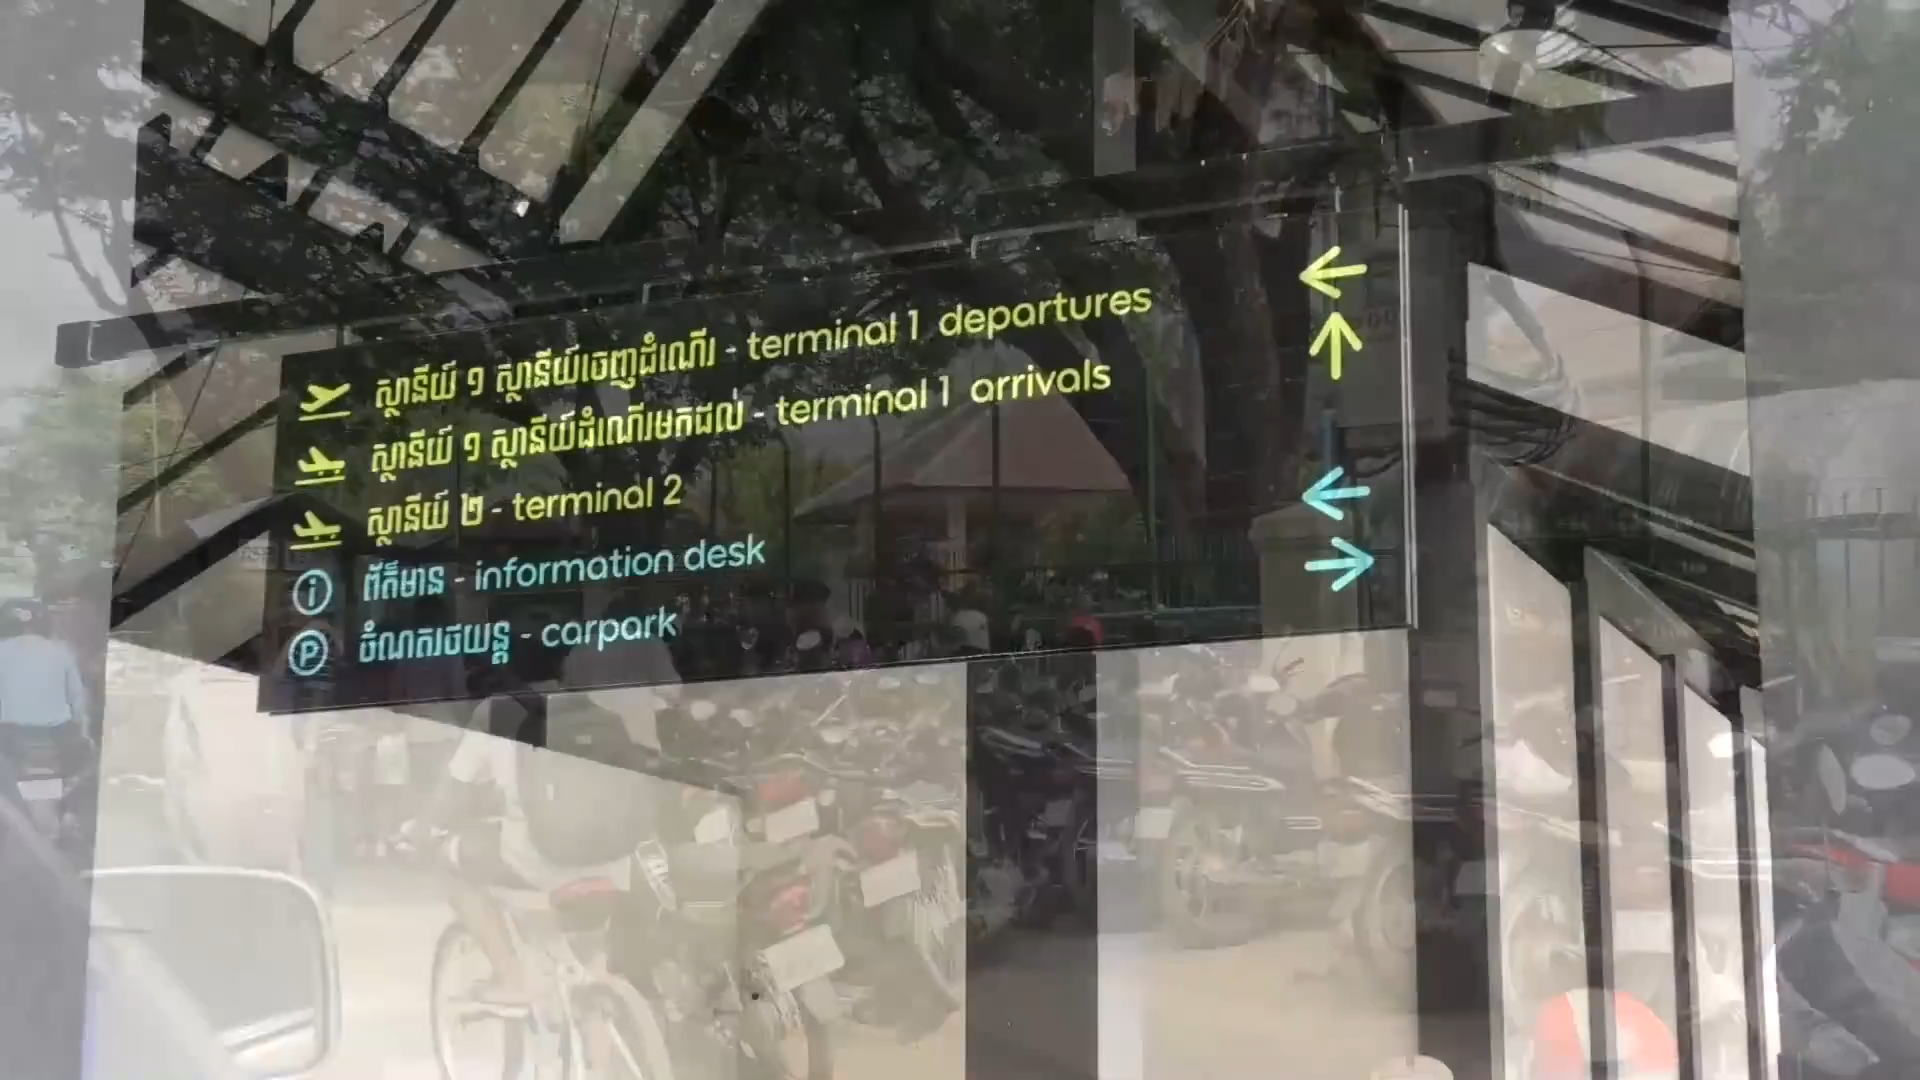 ស្ថានីយ៍ ១ ស្ថានីយ៍ចេញដំណើរ - terminal 1 departures
ស្ថានីយ៍ ១ ស្ថានីយ៍ដំណើរមកដល់ - terminal 1 arrivals
ស្ថានីយ៍ ២ - terminal 2
ព័ត៌មាន - information desk
ចំណតរថយន្ត - carpark